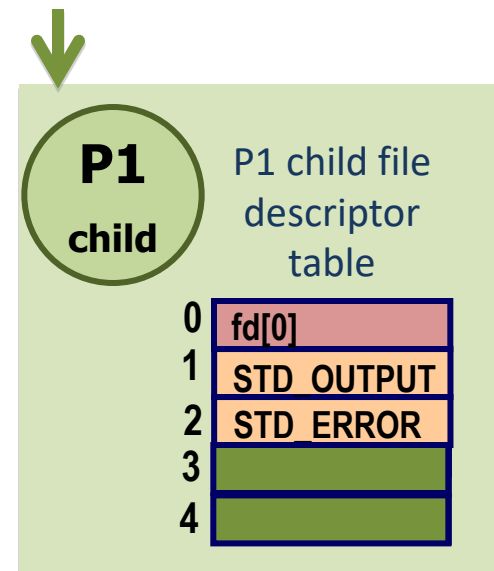 P1
child
P1 child file
descriptor
table
0 fd[0]
1 STD_OUTPUT
2 STD_ERROR
3
4